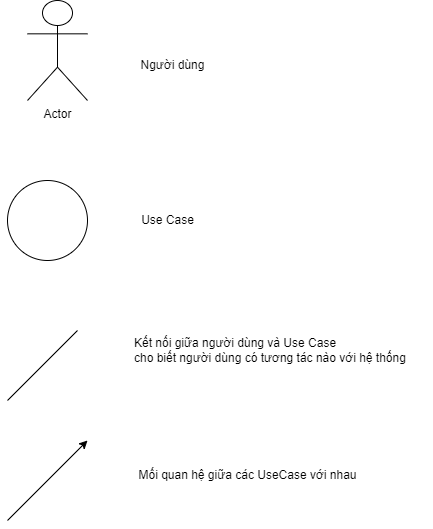 Người dùng
Actor
Use Case
Kết nối giữa người dùng và Use Case
cho biết người dùng có tương tác nào với hệ thống
Mối quan hệ giữa các UseCase với nhau